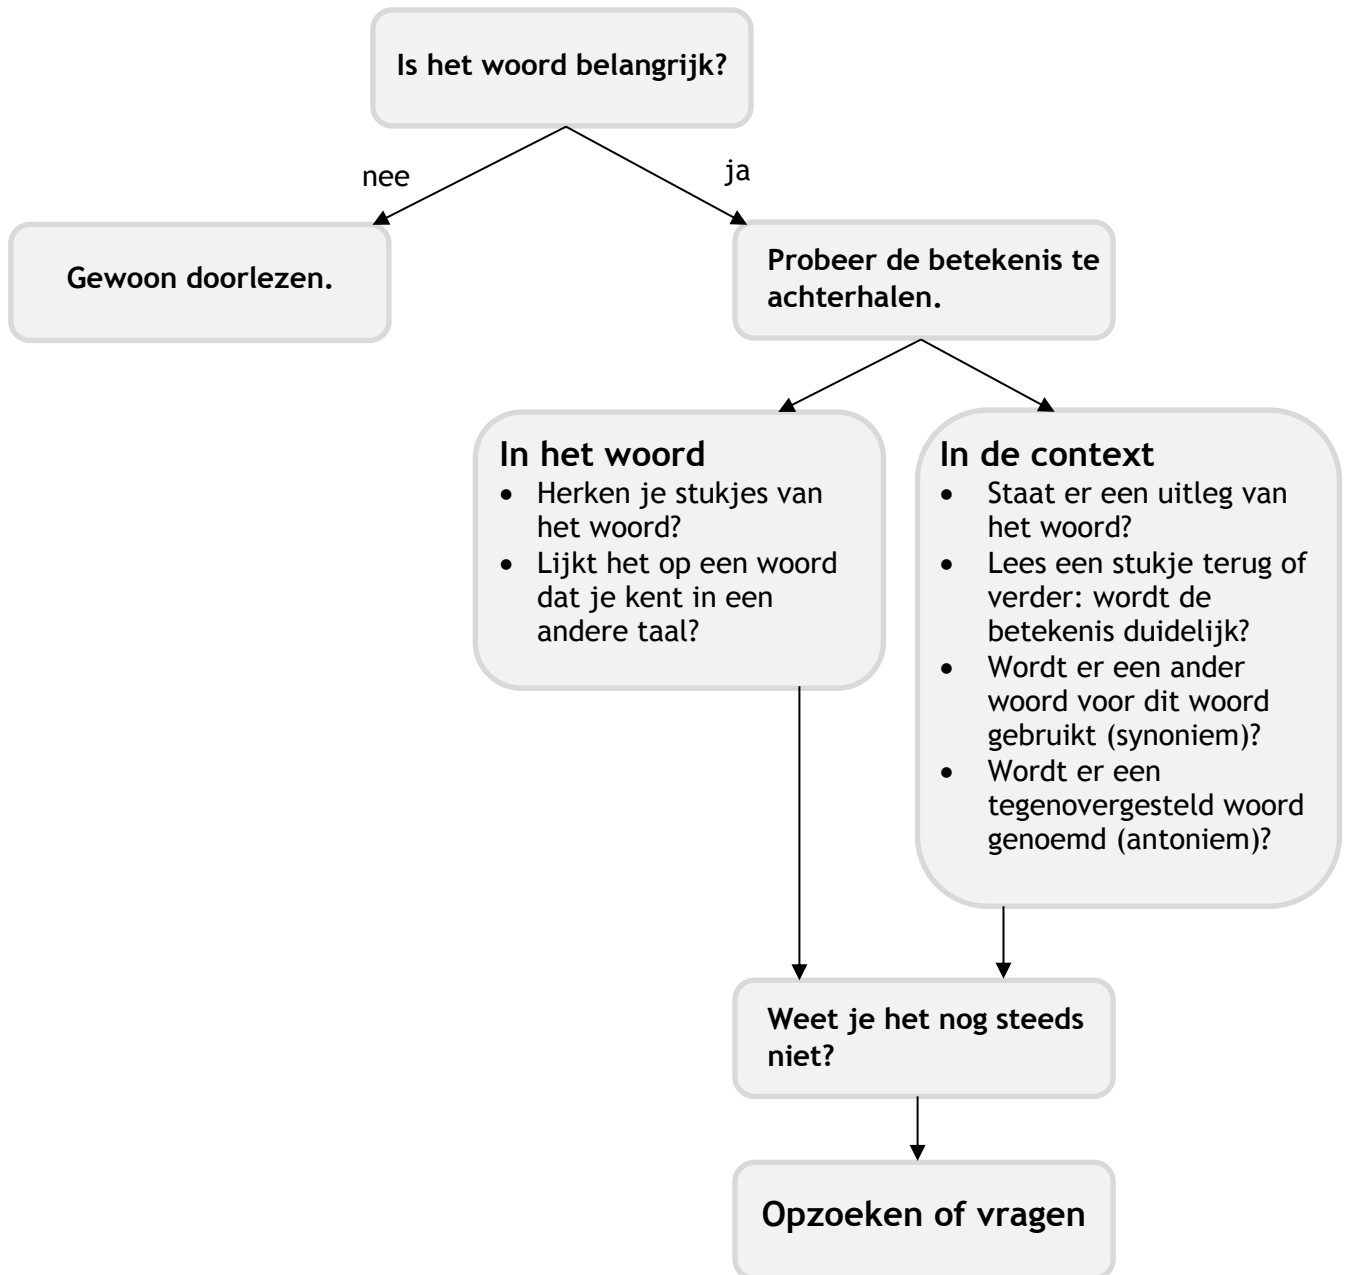 Is het woord belangrijk?
nee
ja
Gewoon doorlezen.
Probeer de betekenis te
achterhalen.
In het woord
• Herken je stukjes van
het woord?
• Lijkt het op een woord
dat je kent in een
andere taal?
In de context
• Staat er een uitleg van
het woord?
• Lees een stukje terug of
verder: wordt de
betekenis duidelijk?
• Wordt er een ander
woord voor dit woord
gebruikt (synoniem)?
• Wordt er een
tegenovergesteld woord
genoemd (antoniem)?
Weet je het nog steeds
niet?
Opzoeken of vragen